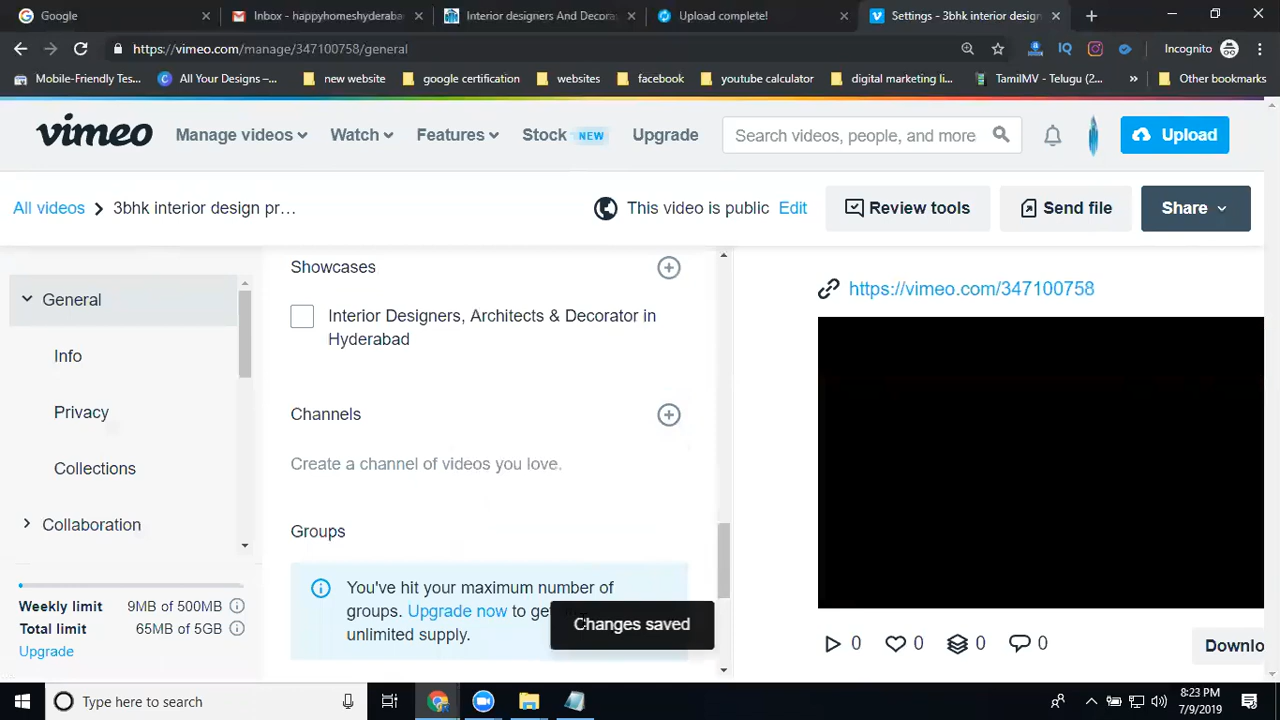 Google
Inbox - happyhomeshyderaba
Interior designers And Decora
Upload complete!
Settings - 3bhk interior design
https://vimeo.com/manage/347100758/general
IQ
Incognito
Mobile-Friendly Tes...
All Your Designs –...
new website
google certification
websites
facebook
youtube calculator
digital marketing li...
TamilMV - Telugu (2...
Other bookmarks
vimeo
Manage videos
Watch
Features
Stock NEW
Upgrade
Search videos, people, and more
Upload
All videos
3bhk interior design pr...
This video is public Edit
Review tools
Send file
Share
General
Info
Privacy
Collections
Collaboration
Weekly limit 9MB of 500MB
Total limit 65MB of 5GB
Upgrade
Showcases
Interior Designers, Architects & Decorator in
Hyderabad
Channels
Create a channel of videos you love.
Groups
You've hit your maximum number of
groups. Upgrade now to get
unlimited supply.
Changes saved
https://vimeo.com/347100758
0 0 0 0
Downlo
Type here to search
8:23 PM
7/9/2019